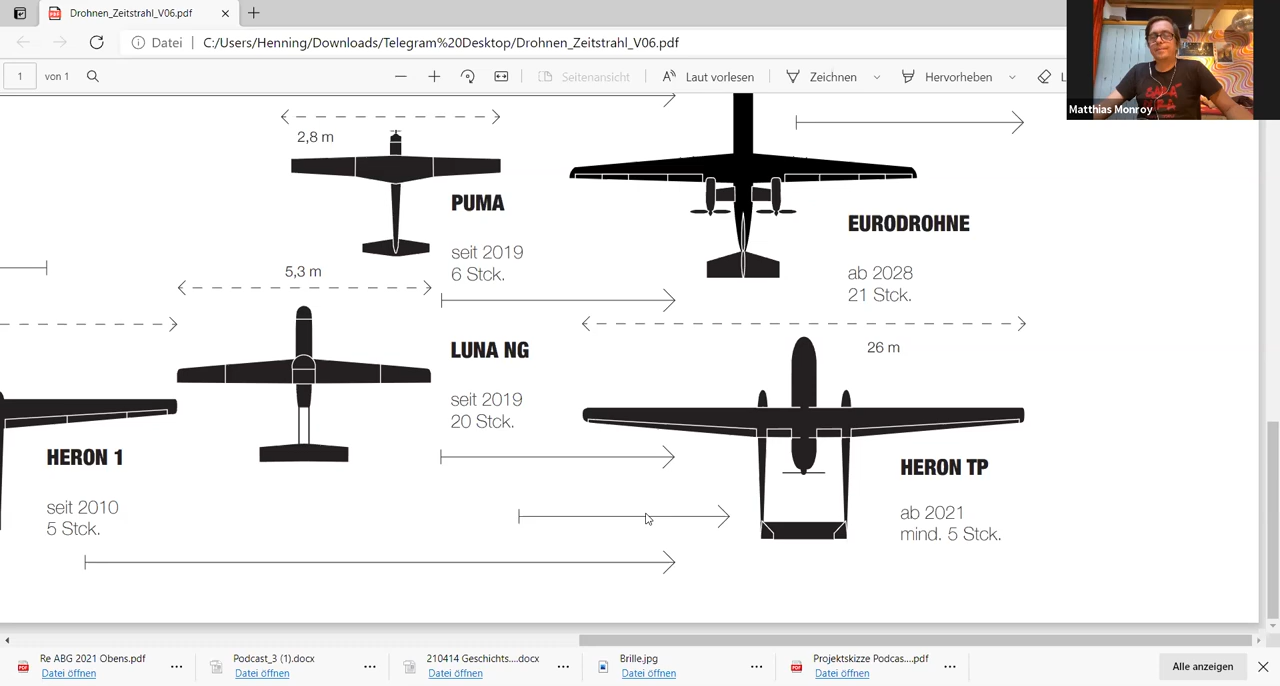 Drohnen_Zeitstrahl_V06.pdf
Datei
C:/Users/Henning/Downloads/Telegram%20Desktop/Drohnen_Zeitstrahl_V06.pdf
1
von 1
Seitenansicht
Laut vorlesen
Zeichnen
Hervorheben
L
Matthias Monroy
2,8 m
PUMA
seit 2019
6 Stck.
EURODROHNE
ab 2028
21 Stck.
5,3 m
LUNA NG
seit 2019
20 Stck.
26 m
HERON 1
seit 2010
5 Stck.
HERON TP
ab 2021
mind. 5 Stck.
Re ABG 2021 Obens.pdf
Datei öffnen
Podcast_3 (1).docx
Datei öffnen
210414 Geschichts....docx
Datei öffnen
Brille.jpg
Datei öffnen
Projektskizze Podcas....pdf
Datei öffnen
Alle anzeigen